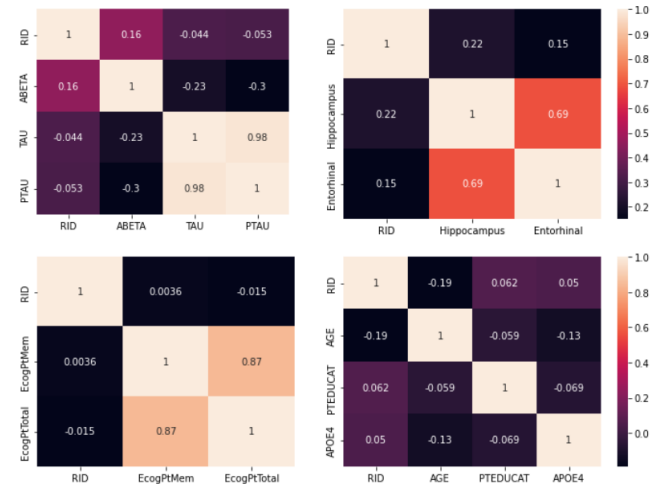 RID 1 0.16 -0.044 -0.053
ABETA 0.16 1 -0.23 -0.3
TAU -0.044 -0.23 1 0.98
PTAU -0.053 -0.3 0.98 1
RID ABETA TAU PTAU
RID 1 0.22 0.15
Hippocampus 0.22 1 0.69
Entorhinal 0.15 0.69 1
RID Hippocampus Entorhinal
1.0
0.9
0.8
0.7
0.6
0.5
0.4
0.3
0.2
RID 1 0.0036 -0.015
EcogPtMem 0.0036 1 0.87
EcogPtTotal -0.015 0.87 1
RID EcogPtMem EcogPtTotal
RID 1 -0.19 0.062 0.05
AGE -0.19 1 -0.059 -0.13
PTEDUCAT 0.062 -0.059 1 -0.069
APOE4 0.05 -0.13 -0.069 1
RID AGE PTEDUCAT APOE4
1.0
0.8
0.6
0.4
0.2
0.0